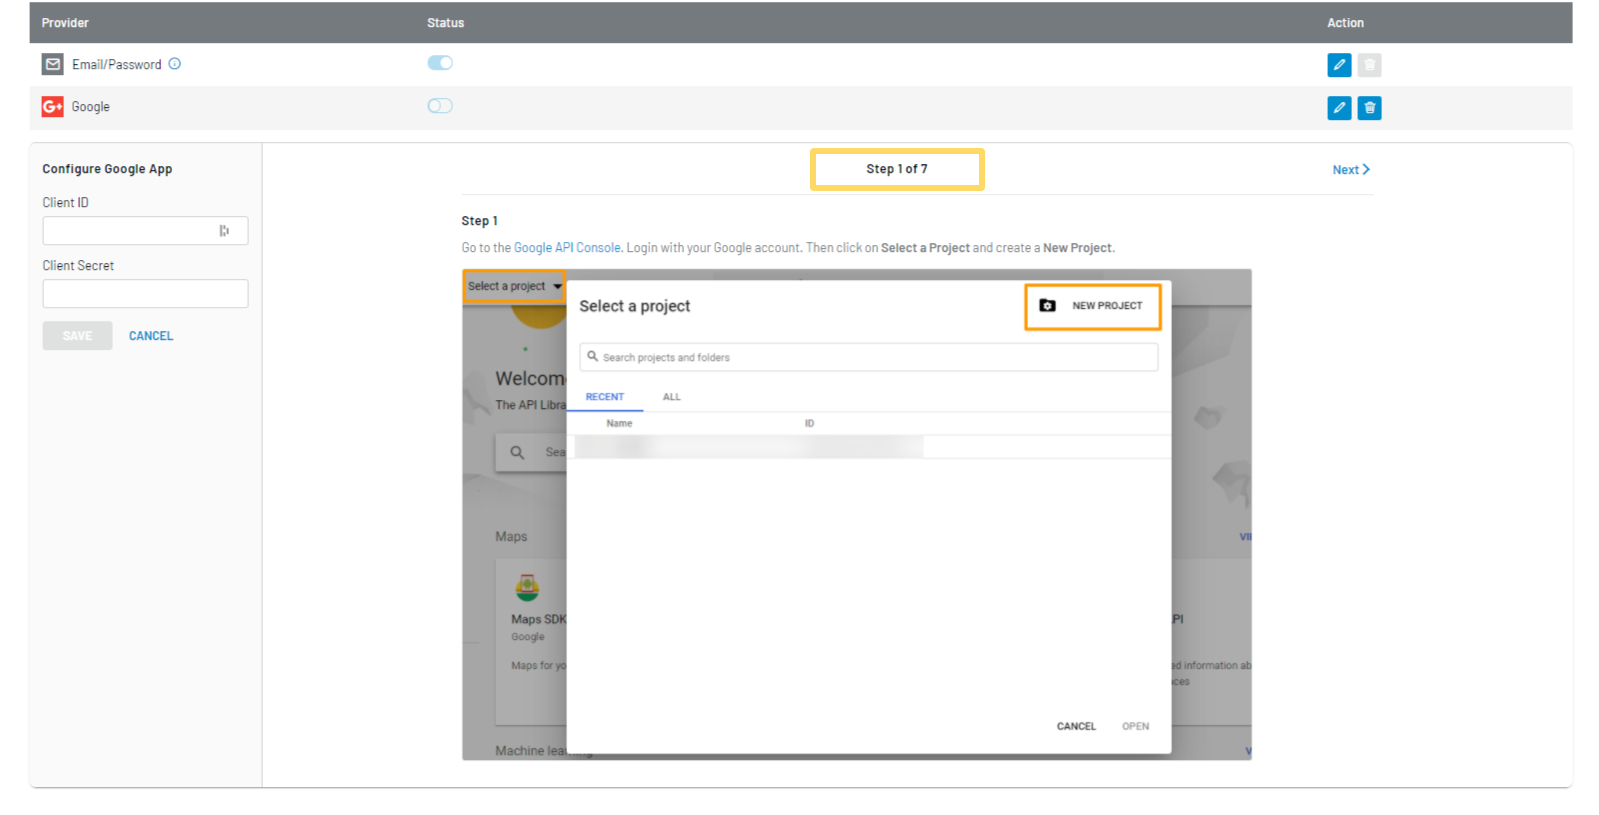 Provider Status Action
Email/Password
G+ Google
Configure Google App
Client ID
Client Secret
SAVE CANCEL
Step 1 of 7
Next
Step 1
Go to the Google API Console. Login with your Google account. Then click on Select a Project and create a New Project.
Select a project
Select a project
NEW PROJECT
Search projects and folders
RECENT ALL
Name ID
CANCEL OPEN
Welcom
The API Libra
Sea
Maps
VI
Maps SDK
Google
Maps for yo
PI
ed information ab
ces
Machine lea
V